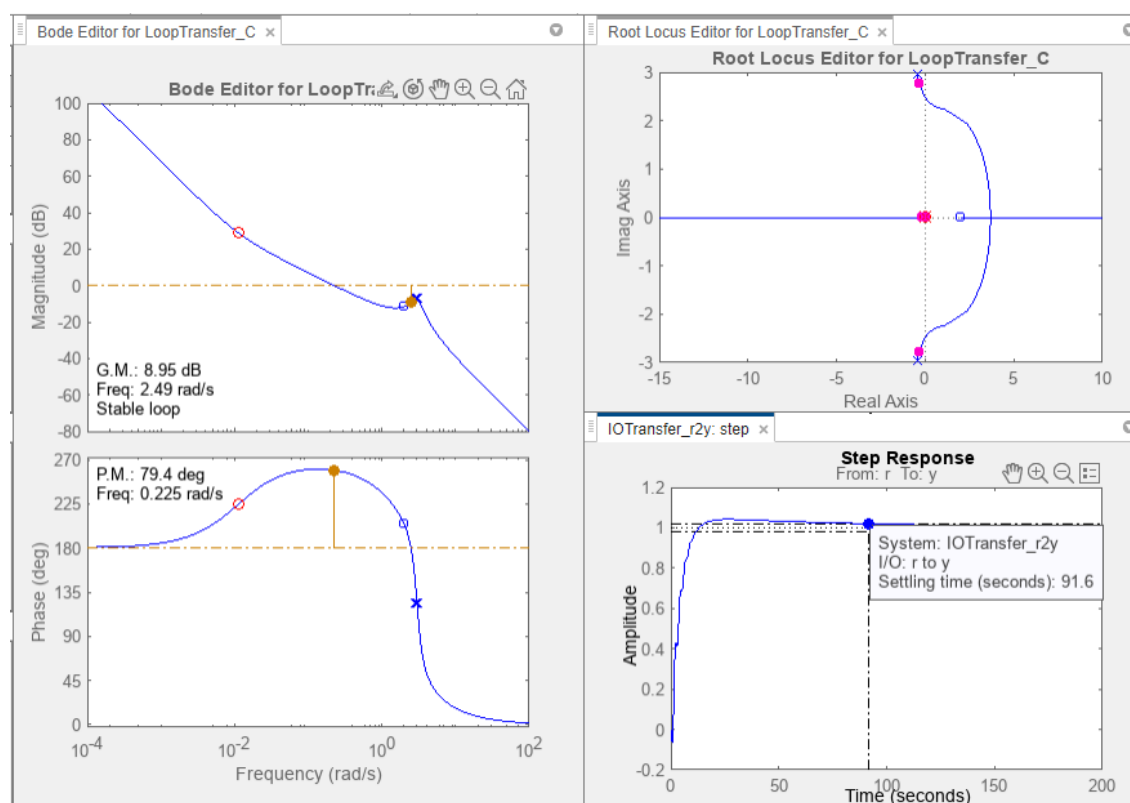 Bode Editor for LoopTransfer_C ×
Bode Editor for LoopTr
100
80
60
40
20
0
-20
-40
-60
-80
Magnitude (dB)
G.M.: 8.95 dB
Freq: 2.49 rad/s
Stable loop
270
225
180
135
90
45
0
Phase (deg)
P.M.: 79.4 deg
Freq: 0.225 rad/s
10^-4
10^-2
10^0
10^2
Frequency (rad/s)
Root Locus Editor for LoopTransfer_C ×
Root Locus Editor for LoopTransfer_C
3
2
1
0
-1
-2
-3
Imag Axis
-15
-10
-5
0
5
10
Real Axis
IOTransfer_r2y: step ×
Step Response
From: r To: y
1.2
1
0.8
0.6
0.4
0.2
0
-0.2
Amplitude
System: IOTransfer_r2y
I/O: r to y
Settling time (seconds): 91.6
0
50
100
150
200
Time (seconds)